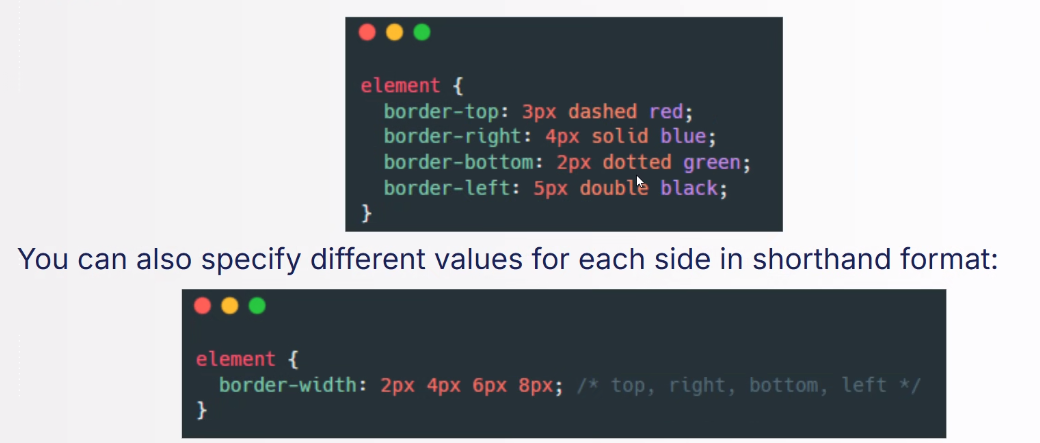 element {
border-top: 3px dashed red;
border-right: 4px solid blue;
border-bottom: 2px dotted green;
border-left: 5px double black;
}
You can also specify different values for each side in shorthand format:
element {
border-width: 2px 4px 6px 8px; /* top, right, bottom, left */
}